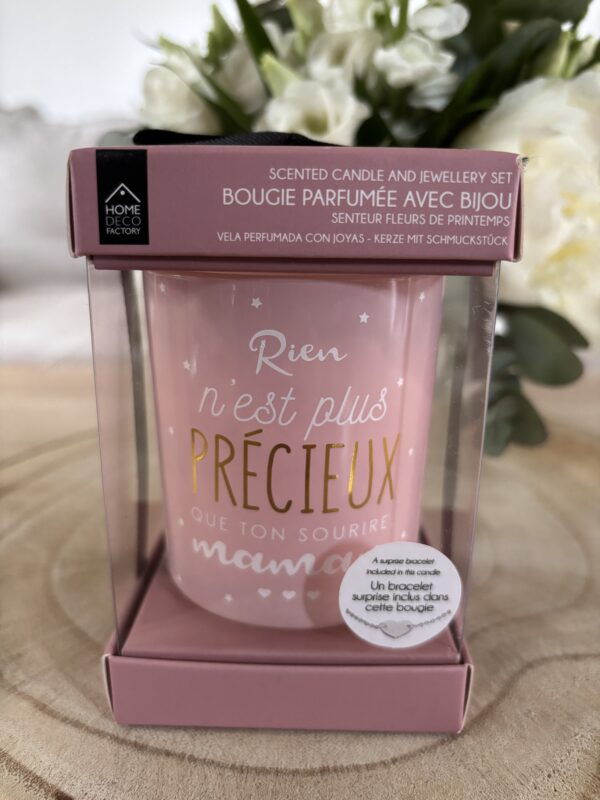 HOME
DECO
FACTORY
SCENTED CANDLE AND JEWELLERY SET
BOUGIE PARFUMÉE AVEC BIJOU
SENTEUR FLEURS DE PRINTEMPS
VELA PERFUMADA CON JOYAS - KERZE MIT SCHMUCKSTÜCK
Rien
n'est plus
PRÉCIEUX
QUE TON SOURIRE
A surprise bracelet
included in this candle
Un bracelet
surprise inclus dans
cette bougie